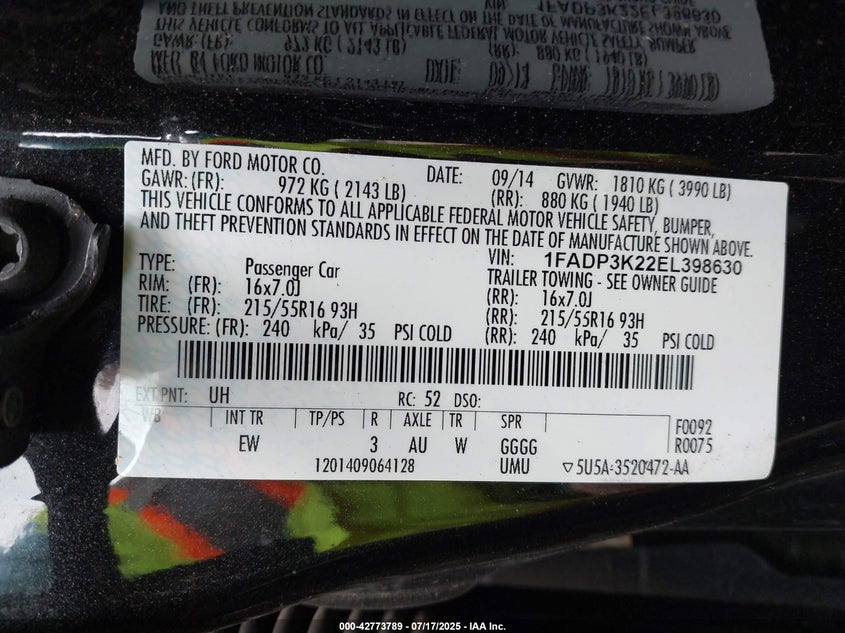 MFD. BY FORD MOTOR CO. DATE: 09/14 GVWR: 1810 KG ( 3990 LB)
GAWR: (FR): 972 KG ( 2143 LB) (RR): 880 KG ( 1940 LB)
THIS VEHICLE CONFORMS TO ALL APPLICABLE FEDERAL MOTOR VEHICLE SAFETY, BUMPER,
AND THEFT PREVENTION STANDARDS IN EFFECT ON THE DATE OF MANUFACTURE SHOWN ABOVE.
VIN: 1FADP3K22EL398630
TYPE: Passenger Car TRAILER TOWING - SEE OWNER GUIDE
RIM: (FR): 16x7.0J (RR): 16x7.0J
TIRE: (FR): 215/55R16 93H (RR): 215/55R16 93H
PRESSURE: (FR): 240 kPa/ 35 PSI COLD (RR): 240 kPa/ 35 PSI COLD
EXT PNT: UH RC: 52 DSO:
WB INT TR TP/PS R AXLE TR SPR F0092
EW 3 AU W GGGG R0075
1201409064128 UMU ▽5U5A-3520472-AA
000-42773789 - 07/17/2025 - IAA Inc.